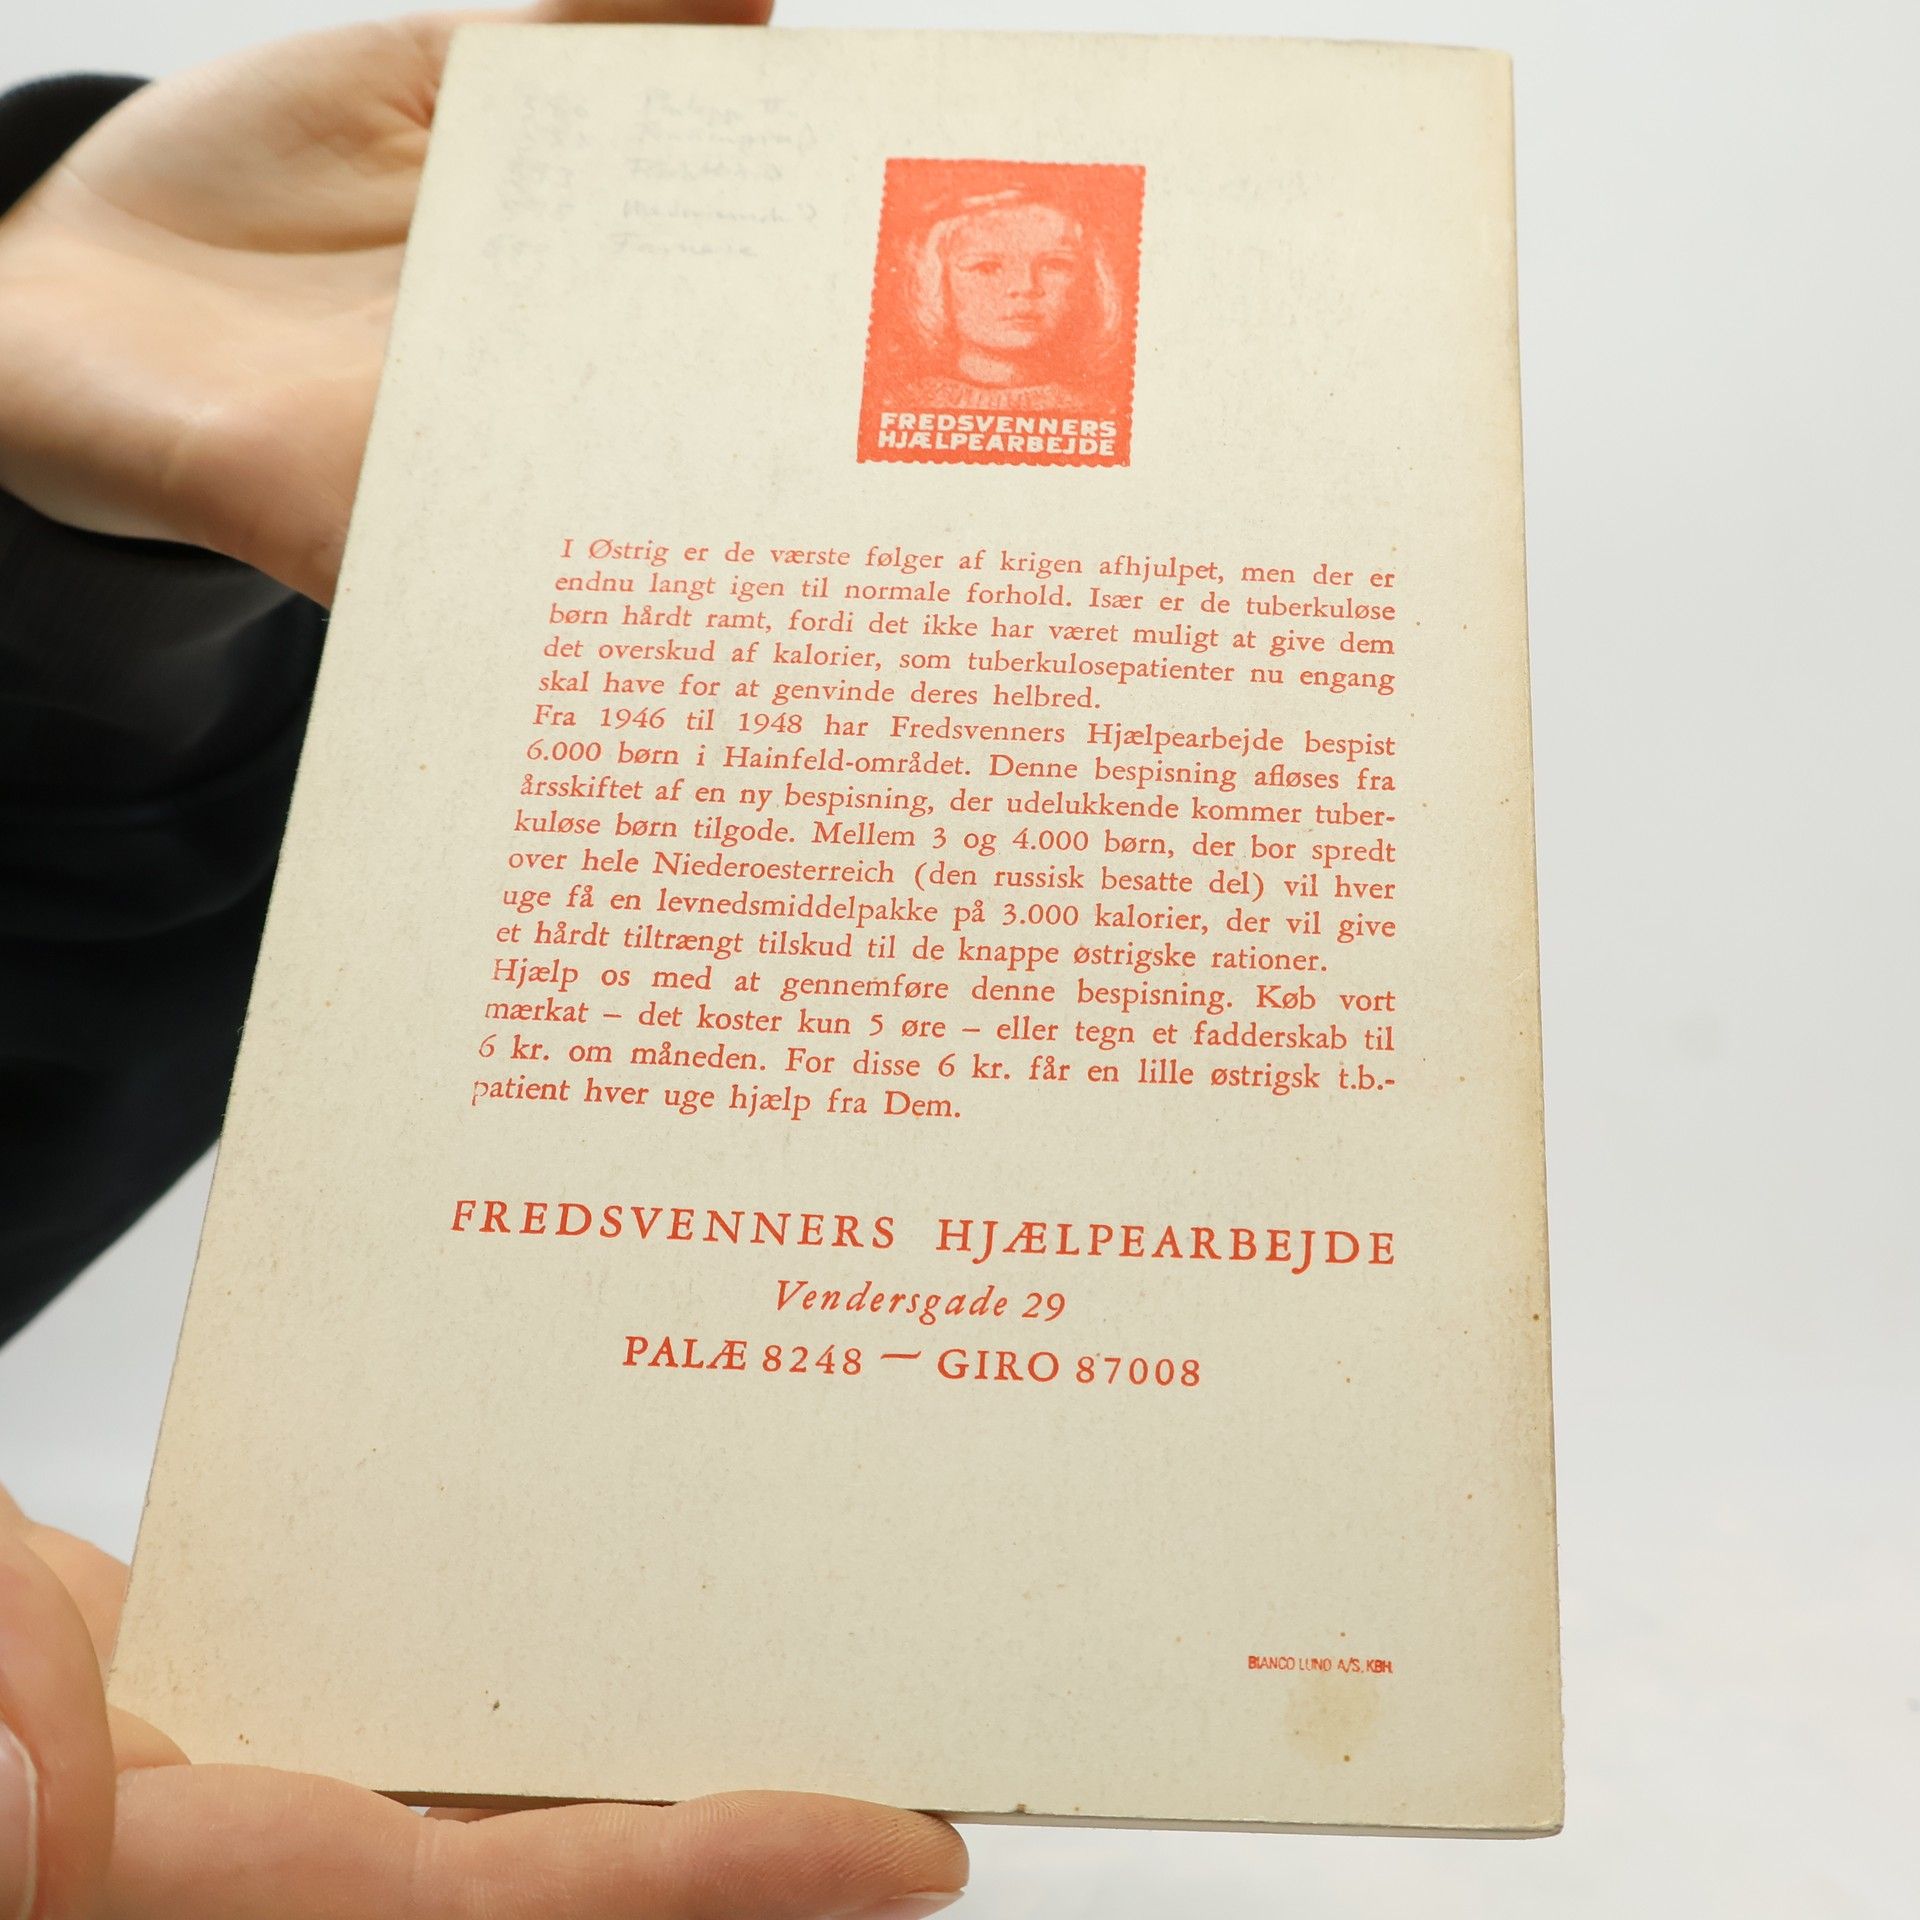 FREDSVENNERS
HJÆLPEARBEJDE
I Østrig er de værste følger af krigen afhjulpet, men der er
endnu langt igen til normale forhold. Især er de tuberkuløse
børn hårdt ramt, fordi det ikke har været muligt at give dem
det overskud af kalorier, som tuberkulosepatienter nu engang
skal have for at genvinde deres helbred.
Fra 1946 til 1948 har Fredsvenners Hjælpearbejde bespist
6.000 børn i Hainfeld-området. Denne bespisning afløses fra
årsskiftet af en ny bespisning, der udelukkende kommer tuber-
kuløse børn tilgode. Mellem 3 og 4.000 børn, der bor spredt
over hele Niederoesterreich (den russisk besatte del) vil hver
uge få en levnedsmiddelpakke på 3.000 kalorier, der vil give
et hårdt tiltrængt tilskud til de knappe østrigske rationer.
Hjælp os med at gennemføre denne bespisning. Køb vort
mærkat – det koster kun 5 øre – eller tegn et fadderskab til
6 kr. om måneden. For disse 6 kr. får en lille østrigsk t.b.-
patient hver uge hjælp fra Dem.
FREDSVENNERS HJÆLPEARBEJDE
Vendersgade 29
PALÆ 8248 — GIRO 87008
BIANCO LUNO A/S. KBH.